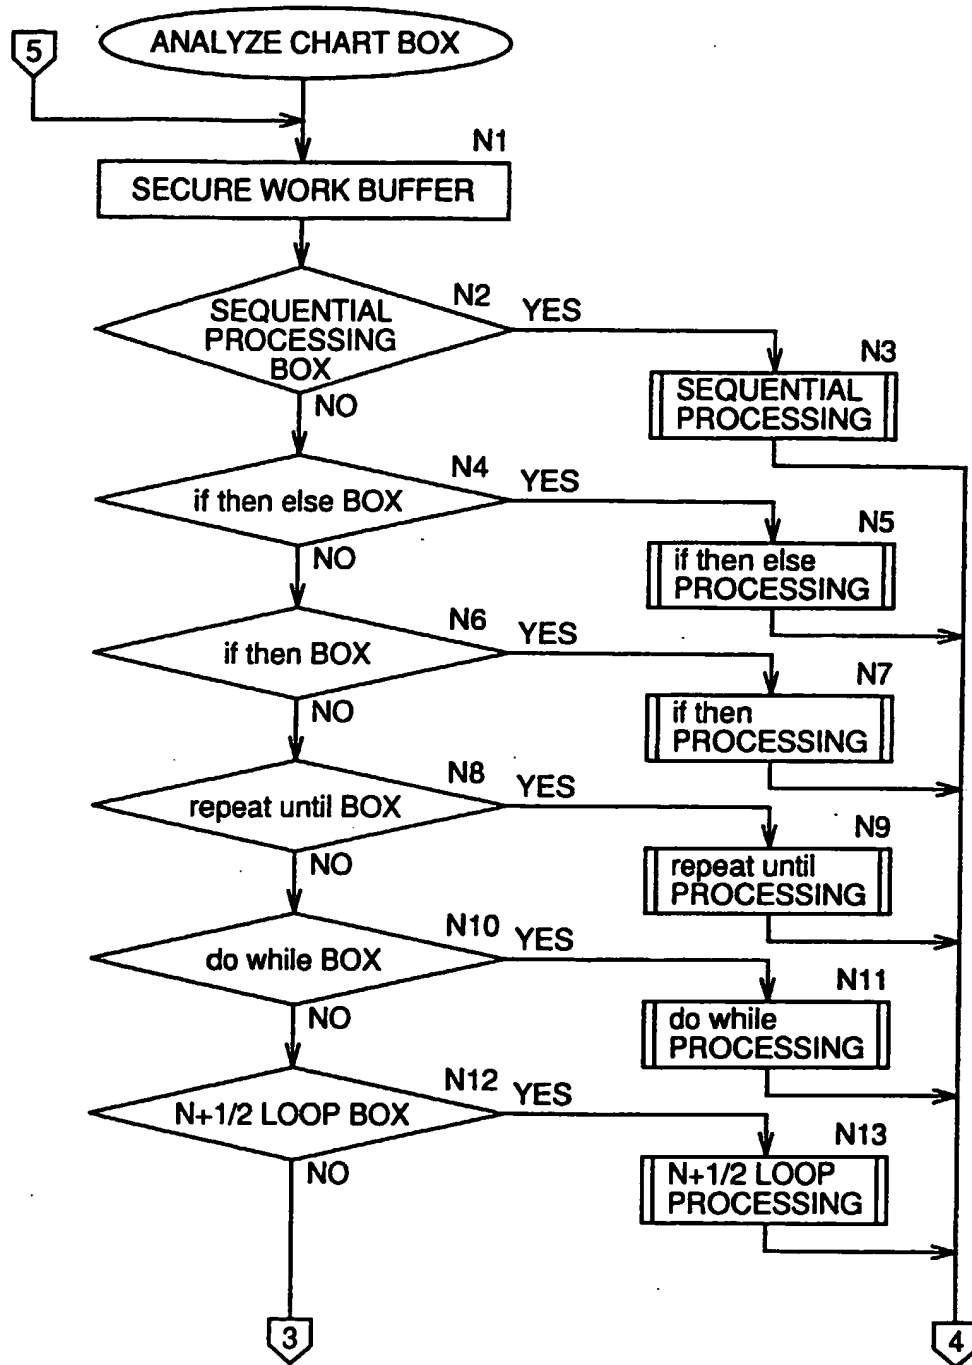 5
ANALYZE CHART BOX
N1
SECURE WORK BUFFER
N2
SEQUENTIAL
PROCESSING
BOX
YES
NO
N3
SEQUENTIAL
PROCESSING
N4
if then else BOX
YES
NO
N5
if then else
PROCESSING
N6
if then BOX
YES
NO
N7
if then
PROCESSING
N8
repeat until BOX
YES
NO
N9
repeat until
PROCESSING
N10
do while BOX
YES
NO
N11
do while
PROCESSING
N12
N+1/2 LOOP BOX
YES
NO
N13
N+1/2 LOOP
PROCESSING
3
4